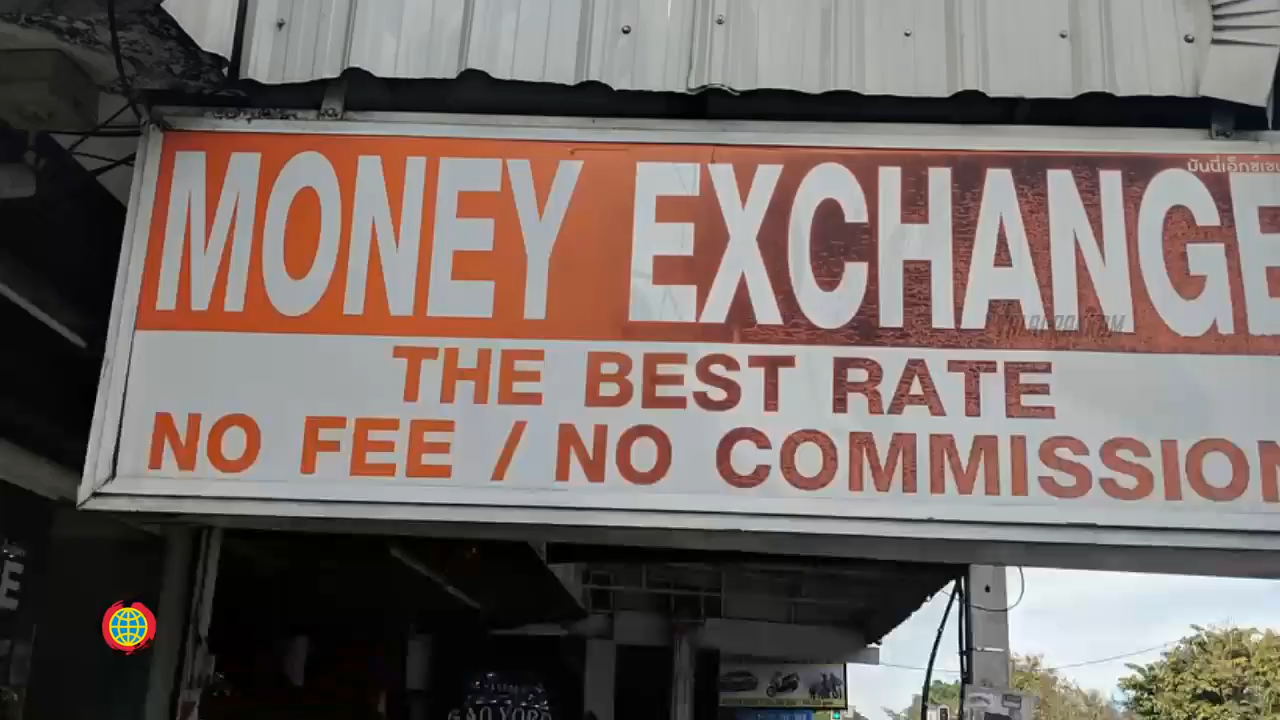 MONEY EXCHANGE
THE BEST RATE
NO FEE / NO COMMISSION